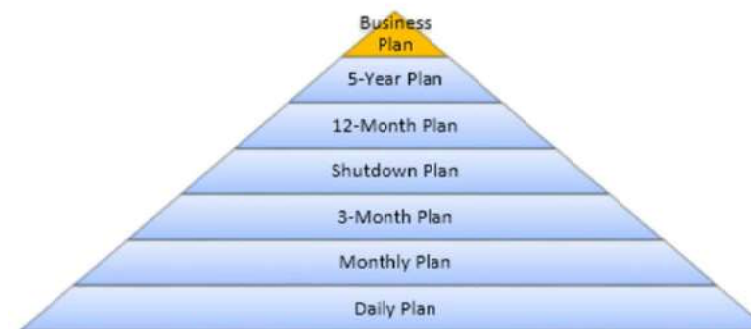 Business
Plan
5-Year Plan
12-Month Plan
Shutdown Plan
3-Month Plan
Monthly Plan
Daily Plan